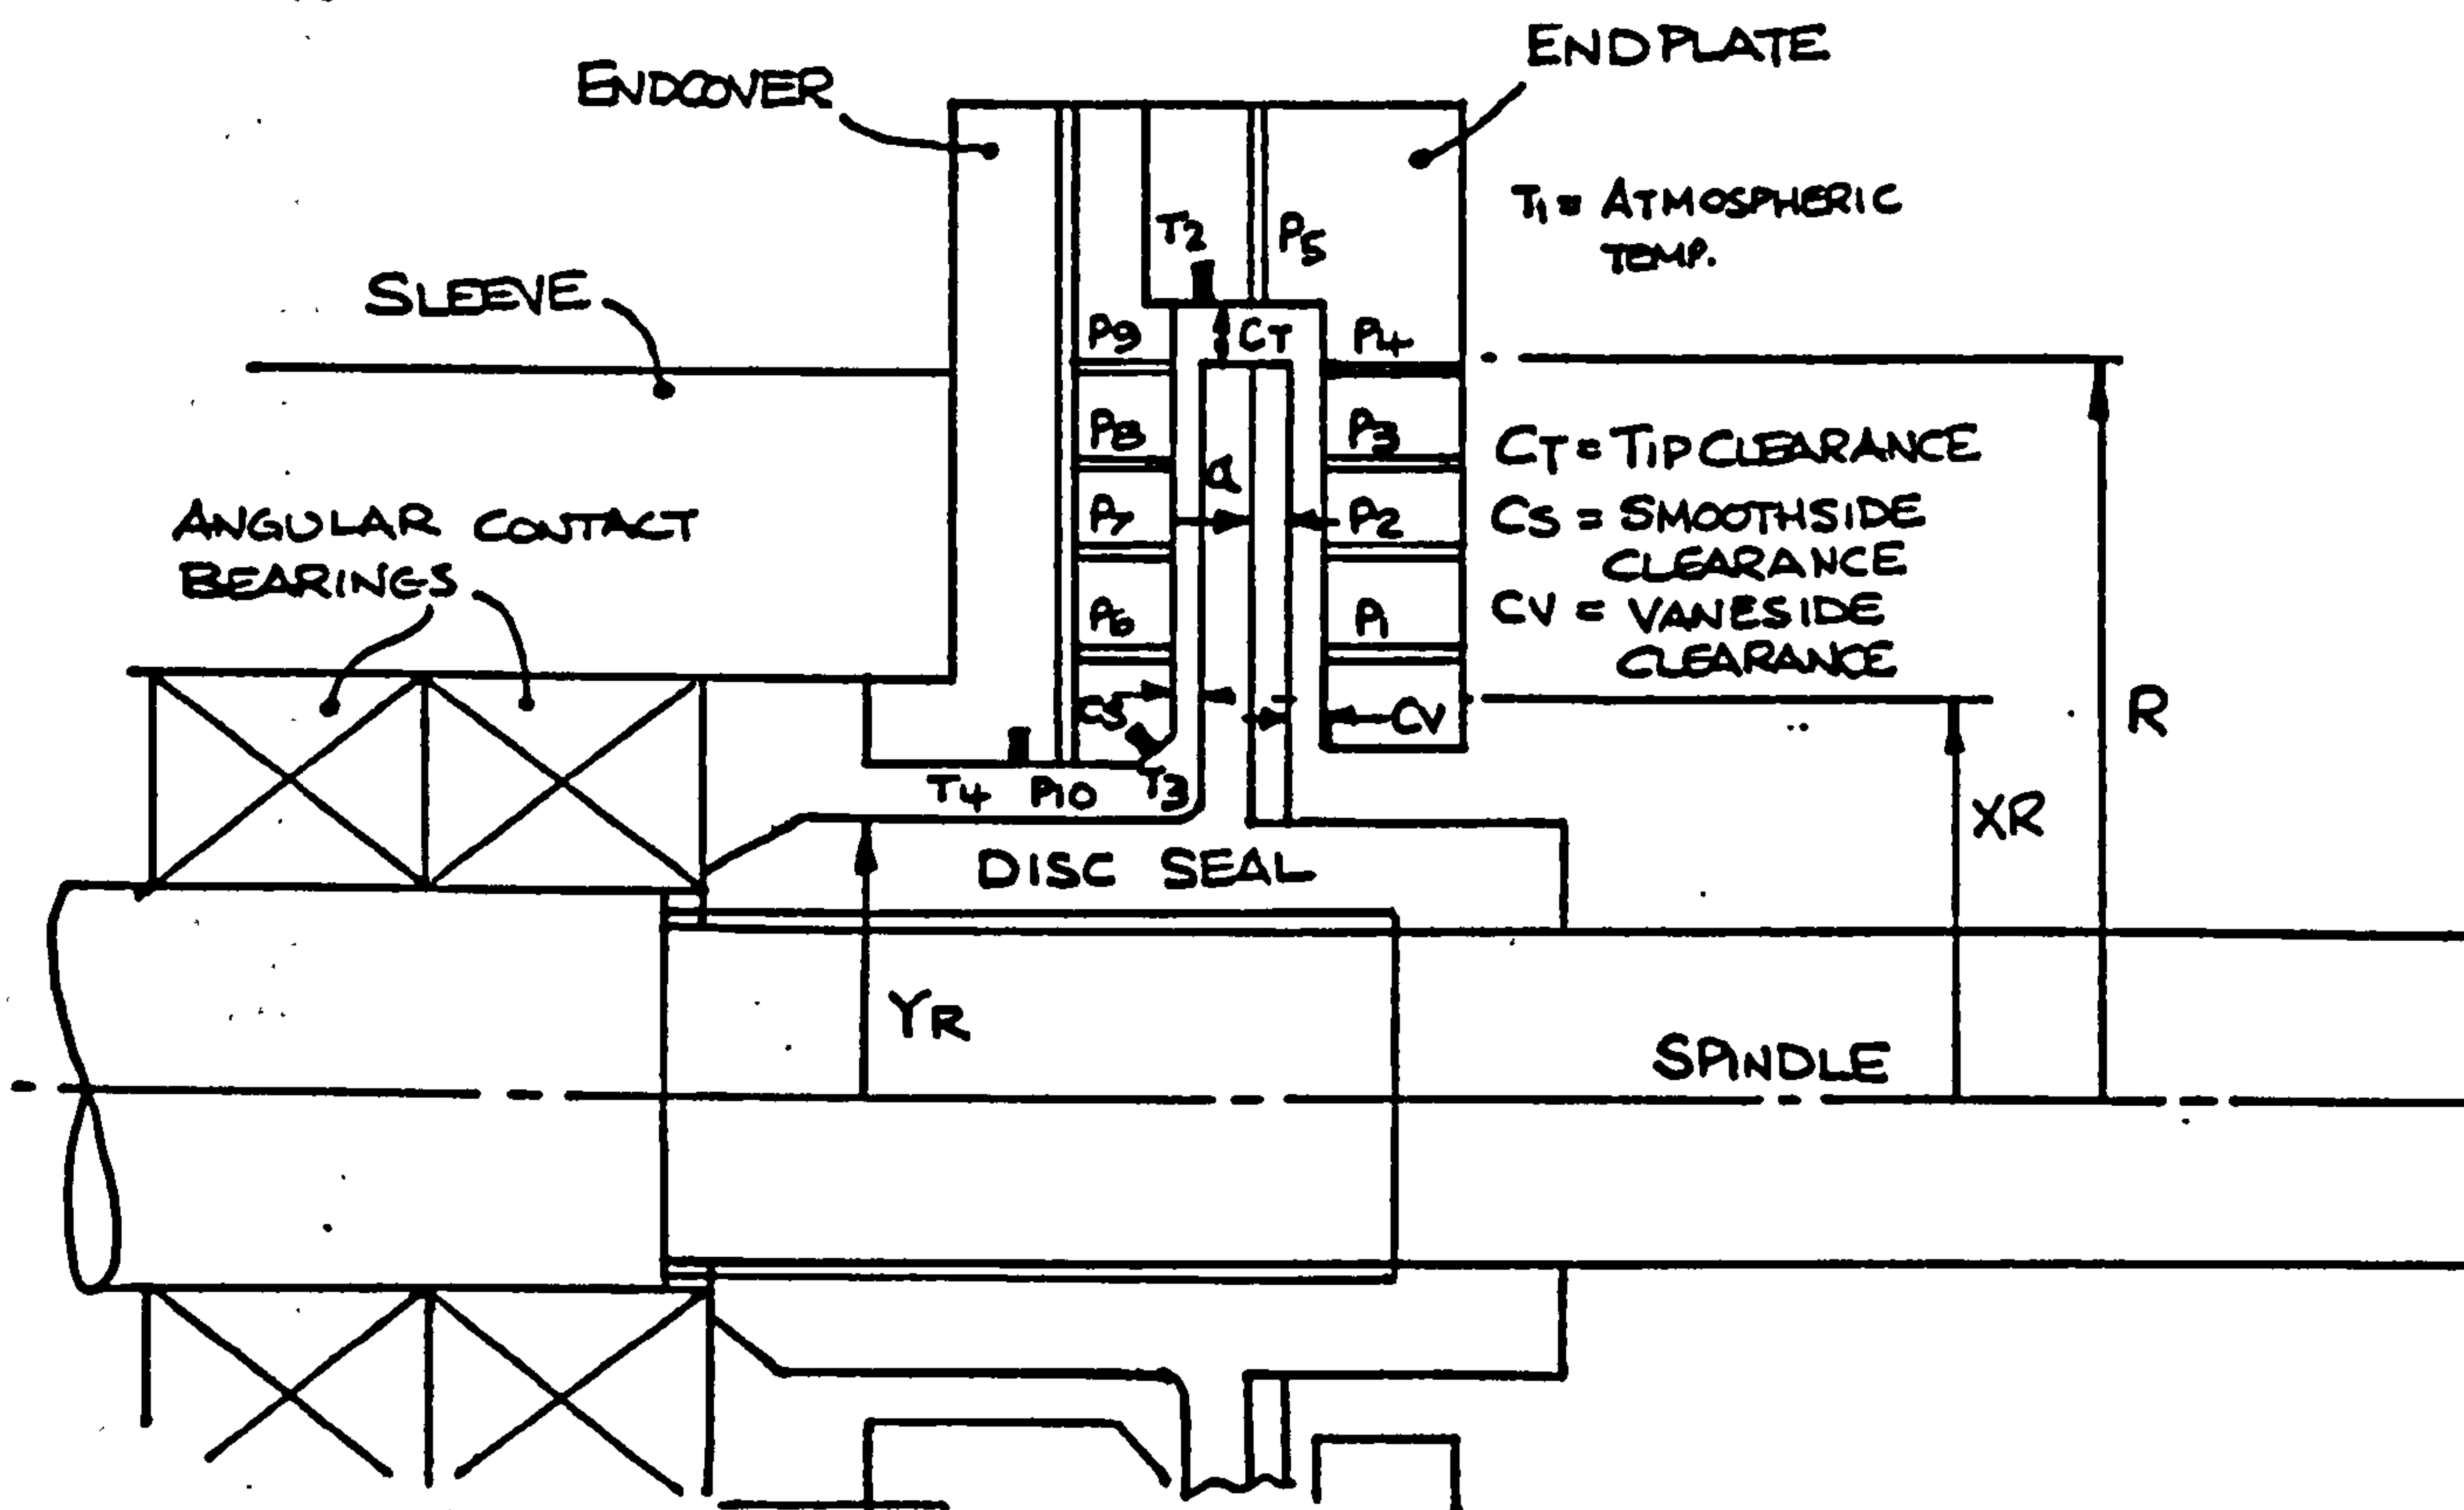 ENDCOVER
ENDPLATE
T1 = ATMOSPHERIC
TEMP.
SLEEVE
T2
P5
P9
CT
P4
P8
P3
a
P7
P2
P6
P1
CS
CV
T4
P10
T3
CT = TIP CLEARANCE
CS = SMOOTHSIDE
CLEARANCE
CV = VANESIDE
CLEARANCE
ANGULAR CONTACT
BEARINGS
R
XR
DISC SEAL
YR
SPINDLE